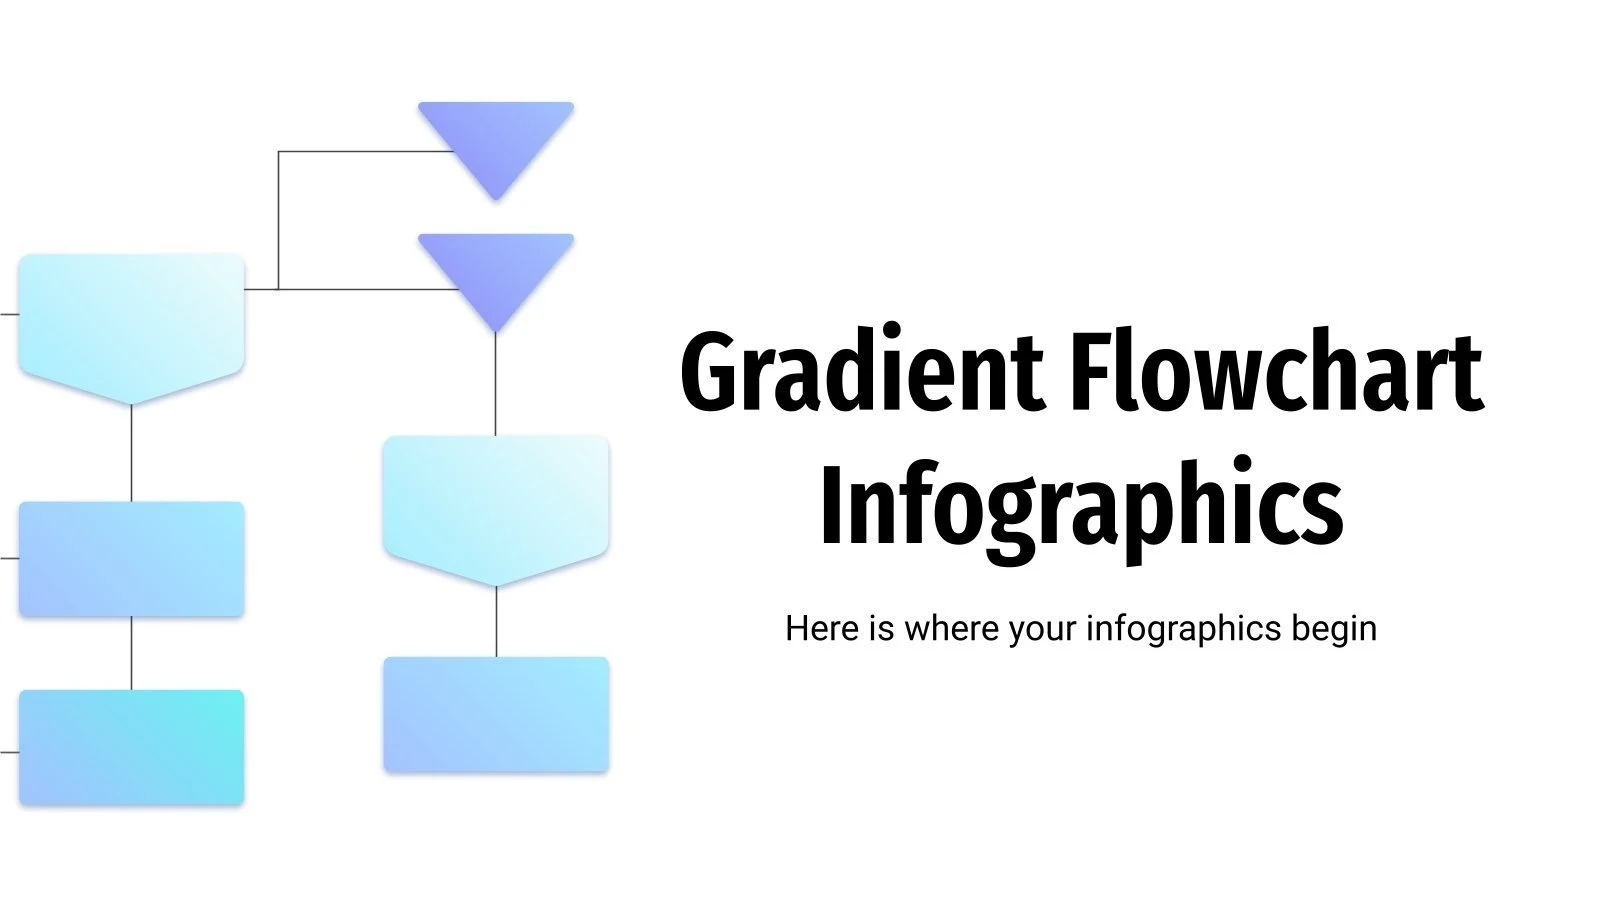 Gradient Flowchart
Infographics
Here is where your infographics begin